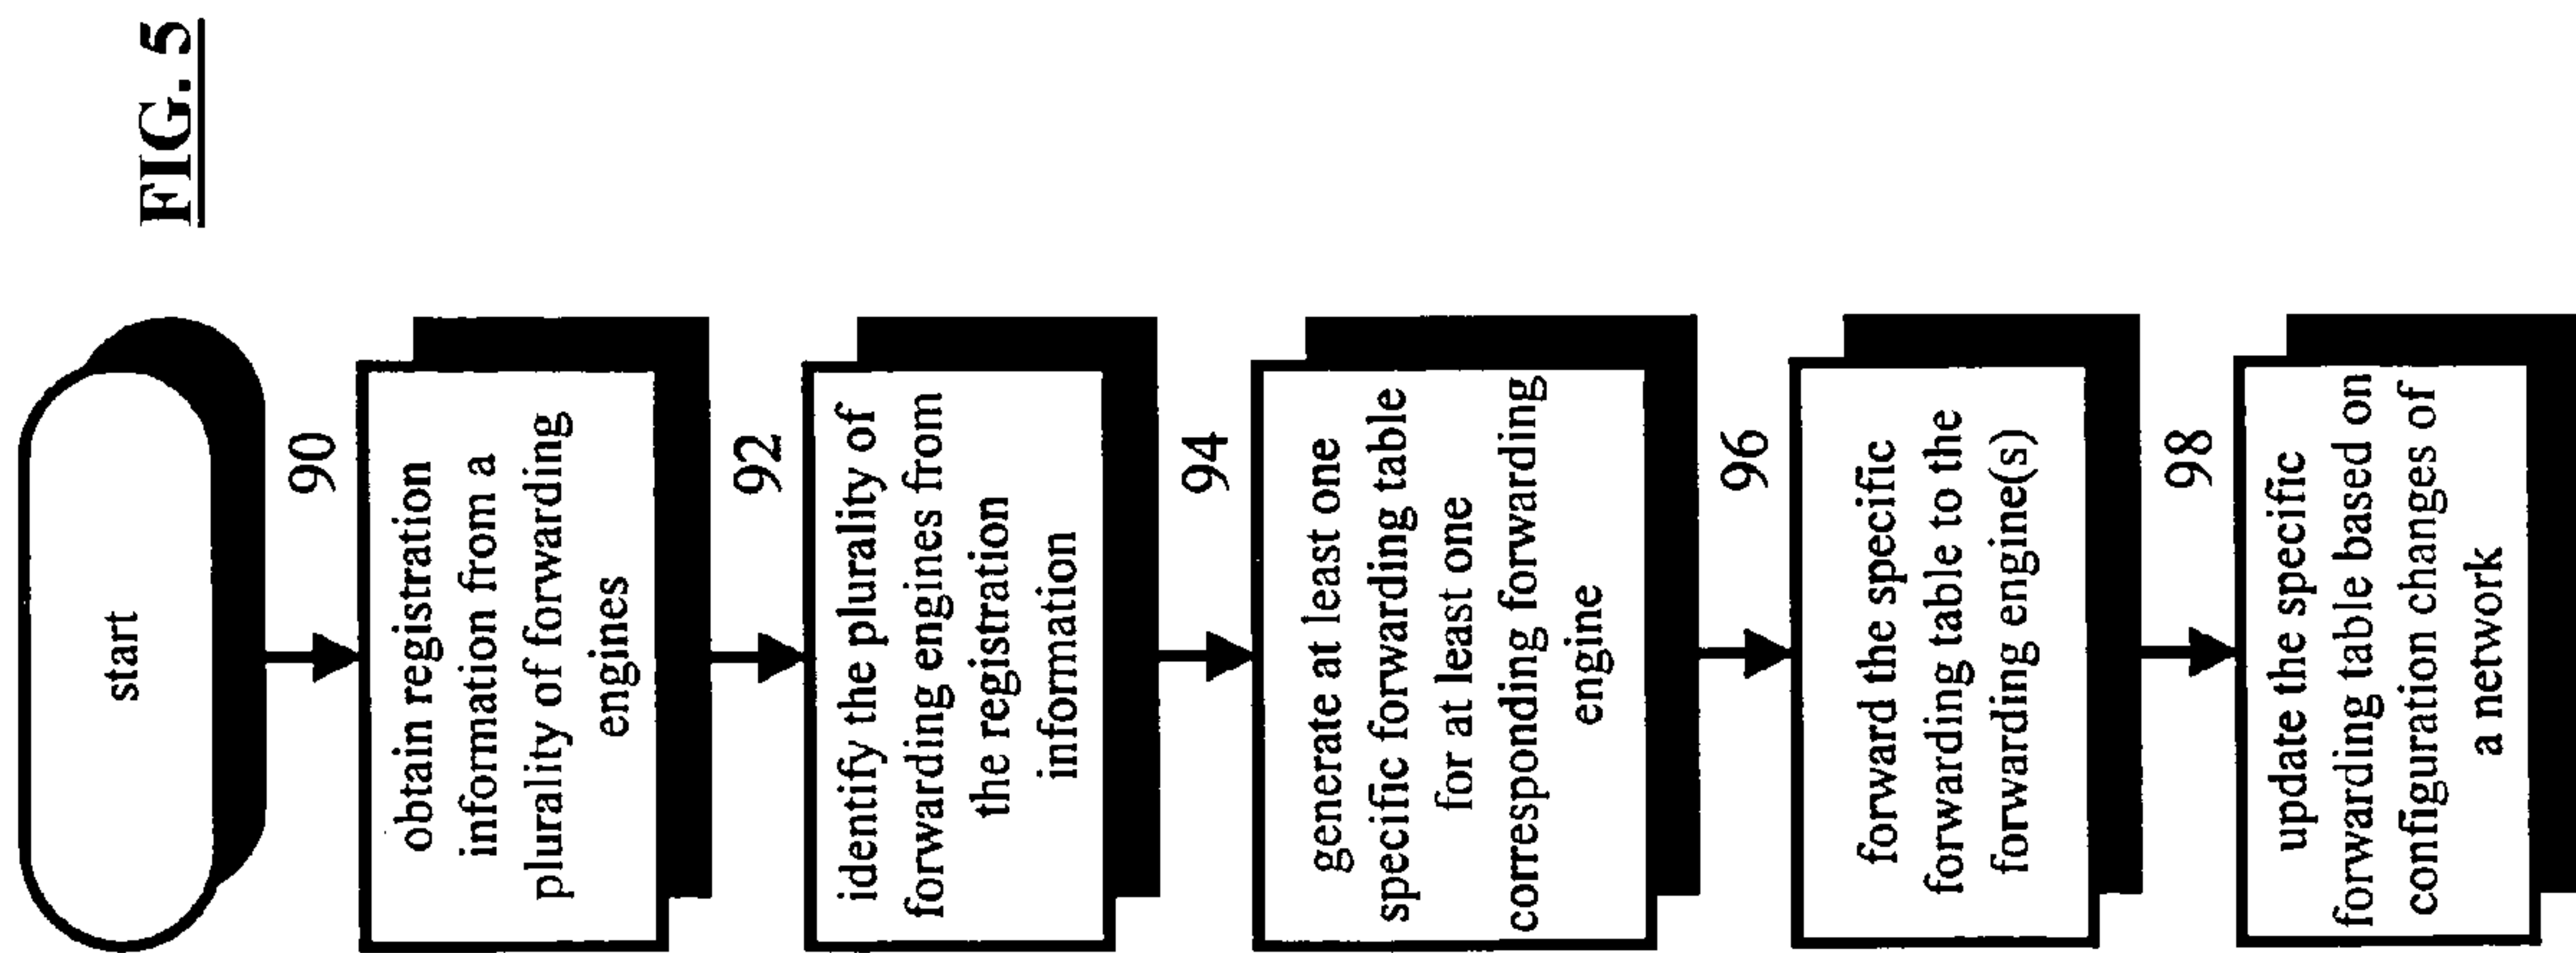 FIG. 5
start
90
obtain registration
information from a
plurality of forwarding
engines
92
identify the plurality of
forwarding engines from
the registration
information
94
generate at least one
specific forwarding table
for at least one
corresponding forwarding
engine
96
forward the specific
forwarding table to the
forwarding engine(s)
98
update the specific
forwarding table based on
configuration changes of
a network